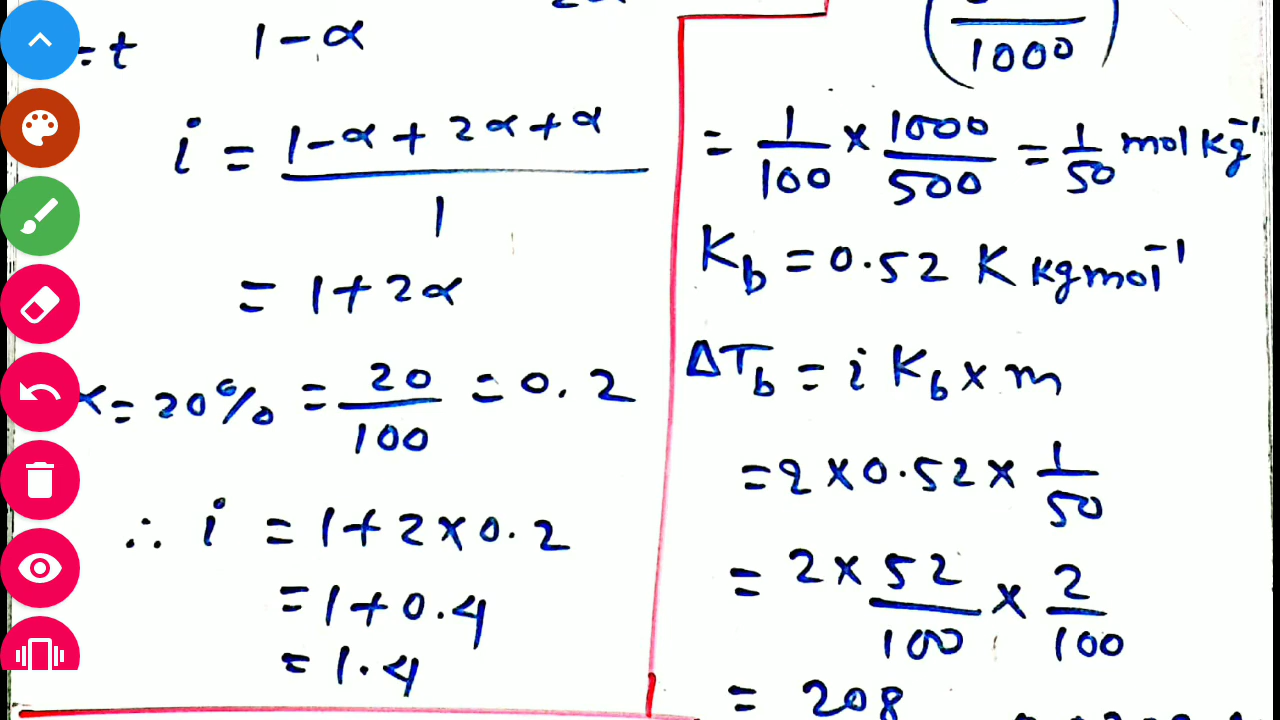 =t 1-α
i = 1-α+2α+α / 1
= 1+2α
α = 20% = 20/100 = 0.2
∴ i = 1+2×0.2
= 1+0.4
= 1.4
1000
= 1/100 × 1000/500 = 1/50 mol kg⁻¹
K_b = 0.52 K kg mol⁻¹
ΔT_b = i K_b × m
= 2 × 0.52 × 1/50
= 2 × 52/100 × 2/100
= 208